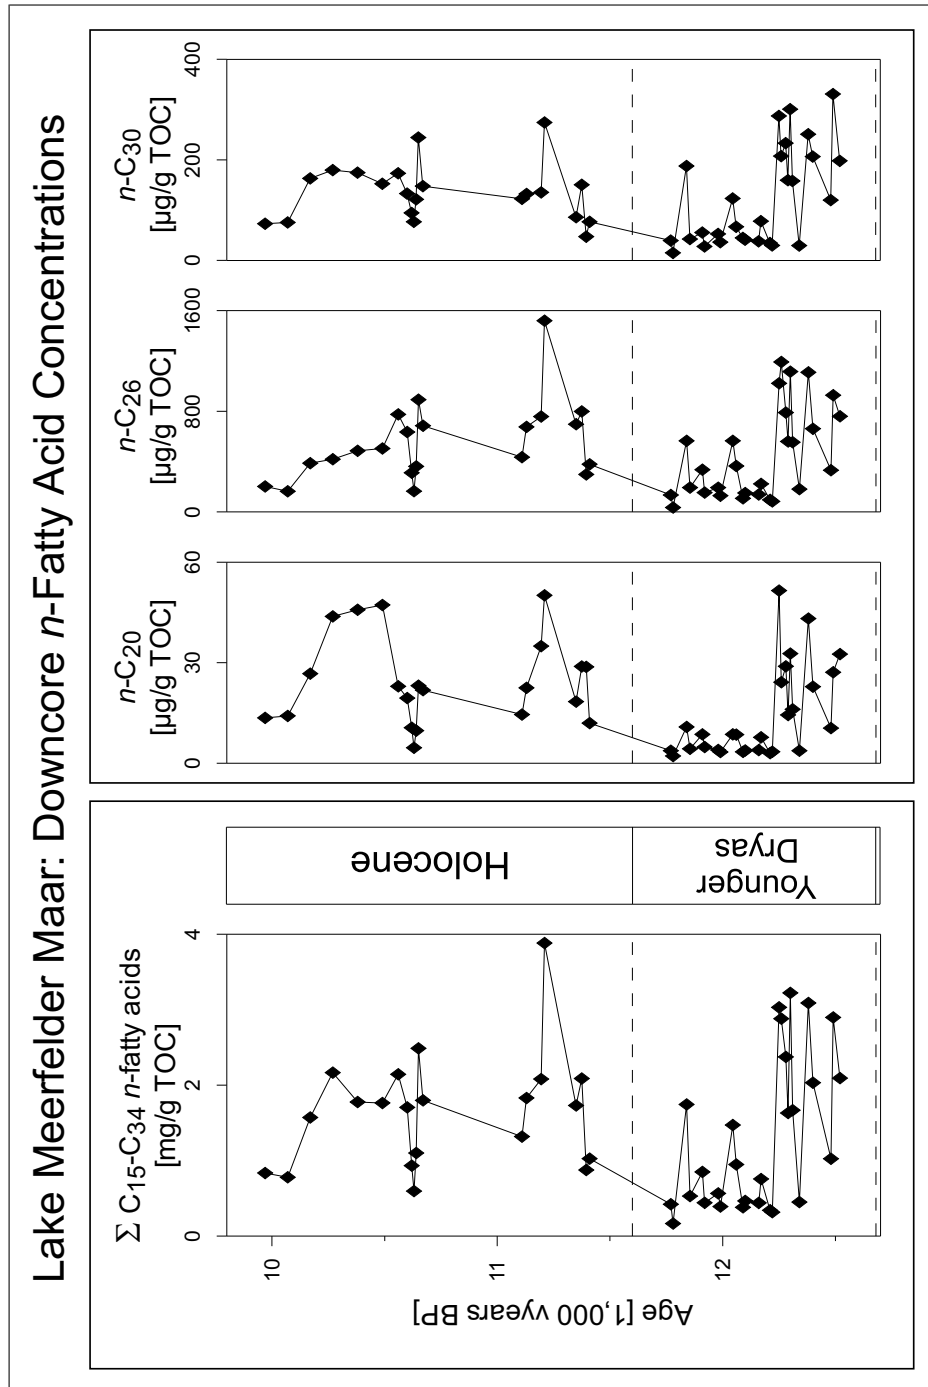 Lake Meerfelder Maar: Downcore n-Fatty Acid Concentrations
Σ C15-C34 n-fatty acids
[mg/g TOC]
0
2
4
n-C20
[µg/g TOC]
0
30
60
n-C26
[µg/g TOC]
0
800
1600
n-C30
[µg/g TOC]
0
200
400
Holocene
Younger
Dryas
10
11
12
Age [1,000 vyears BP]